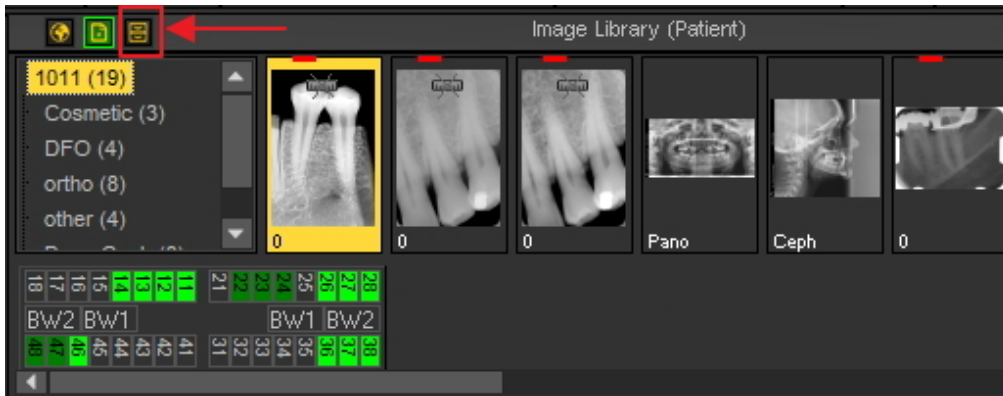 Image Library (Patient)
1011 (19)
Cosmetic (3)
DFO (4)
ortho (8)
other (4)
0
0
0
Pano
Ceph
0
18 17 16 15 14 13 12 11 21 22 23 24 25 26 27 28
BW2 BW1 BW1 BW2
48 47 46 45 44 43 42 41 31 32 33 34 35 36 37 38